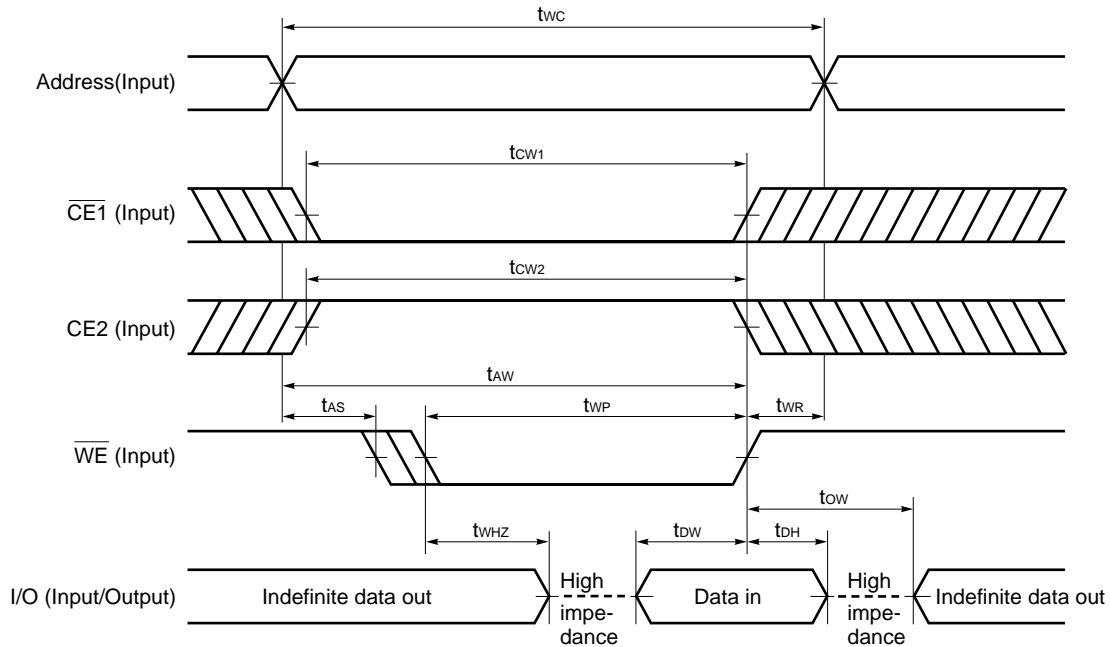 tWC
Address(Input)
tCW1
CE1 (Input)
tCW2
CE2 (Input)
tAW
tAS
tWP
tWR
WE (Input)
tOW
tWHZ
tDW
tDH
I/O (Input/Output)
Indefinite data out
High
impe-
dance
Data in
High
impe-
dance
Indefinite data out